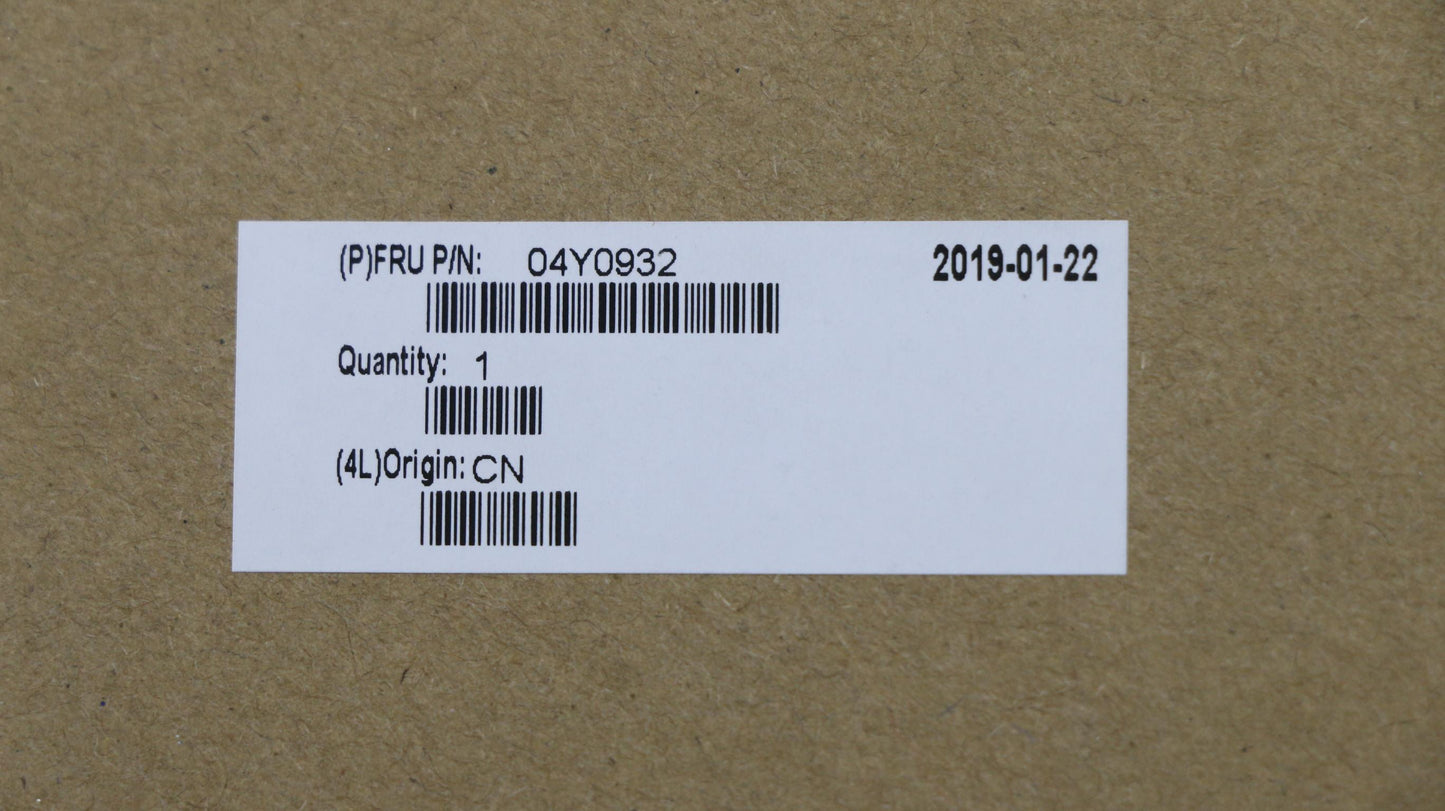 (P)FRU P/N: 04Y0932 2019-01-22
Quantity: 1
(4L)Origin: CN